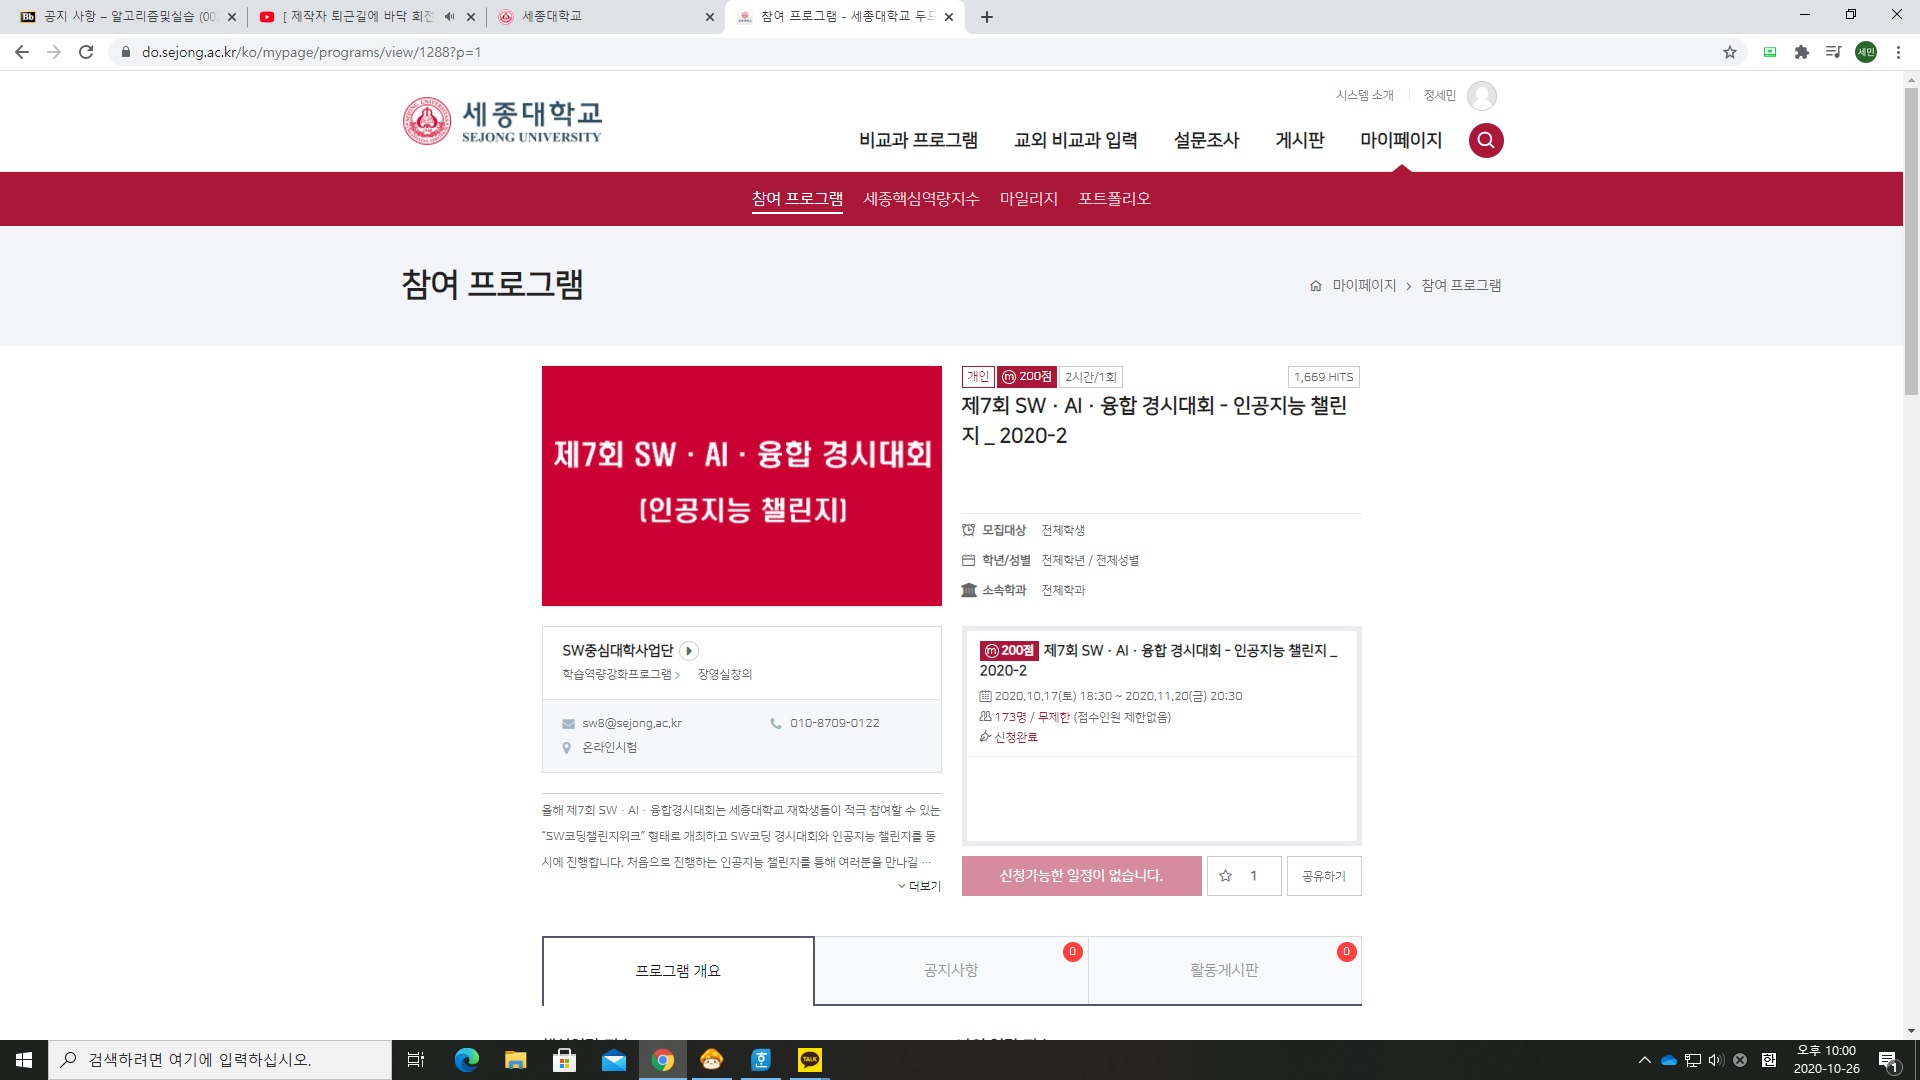 Bb 공지 사항 – 알고리즘및실습 (00
[ 제작자 퇴근길에 바닥 회전
세종대학교
참여 프로그램 - 세종대학교 두드
do.sejong.ac.kr/ko/mypage/programs/view/1288?p=1
세민
시스템 소개
정세민
세종대학교
SEJONG UNIVERSITY
비교과 프로그램 교외 비교과 입력 설문조사 게시판 마이페이지
참여 프로그램 세종핵심역량지수 마일리지 포트폴리오
참여 프로그램
마이페이지 > 참여 프로그램
제7회 SW · AI · 융합 경시대회
(인공지능 챌린지)
개인 ⓜ 200점 2시간/1회 1,669 HITS
제7회 SW · AI · 융합 경시대회 - 인공지능 챌린
지 _ 2020-2
모집대상 전체학생
학년/성별 전체학년 / 전체성별
소속학과 전체학과
SW중심대학사업단
학습역량강화프로그램 > 장영실창의
sw8@sejong.ac.kr 010-8709-0122
온라인시험
올해 제7회 SW · AI · 융합경시대회는 세종대학교 재학생들이 적극 참여할 수 있는
“SW코딩챌린지위크” 형태로 개최하고 SW코딩 경시대회와 인공지능 챌린지를 동
시에 진행합니다. 처음으로 진행하는 인공지능 챌린지를 통해 여러분을 만나길 ···
더보기
ⓜ 200점 제7회 SW · AI · 융합 경시대회 - 인공지능 챌린지 _
2020-2
2020.10.17(토) 18:30 ~ 2020.11.20(금) 20:30
173명 / 무제한 (접수인원 제한없음)
신청완료
신청가능한 일정이 없습니다.
1
공유하기
프로그램 개요
공지사항 0
활동게시판 0
검색하려면 여기에 입력하십시오.
호
TALK
한
오후 10:00
2020-10-26
1